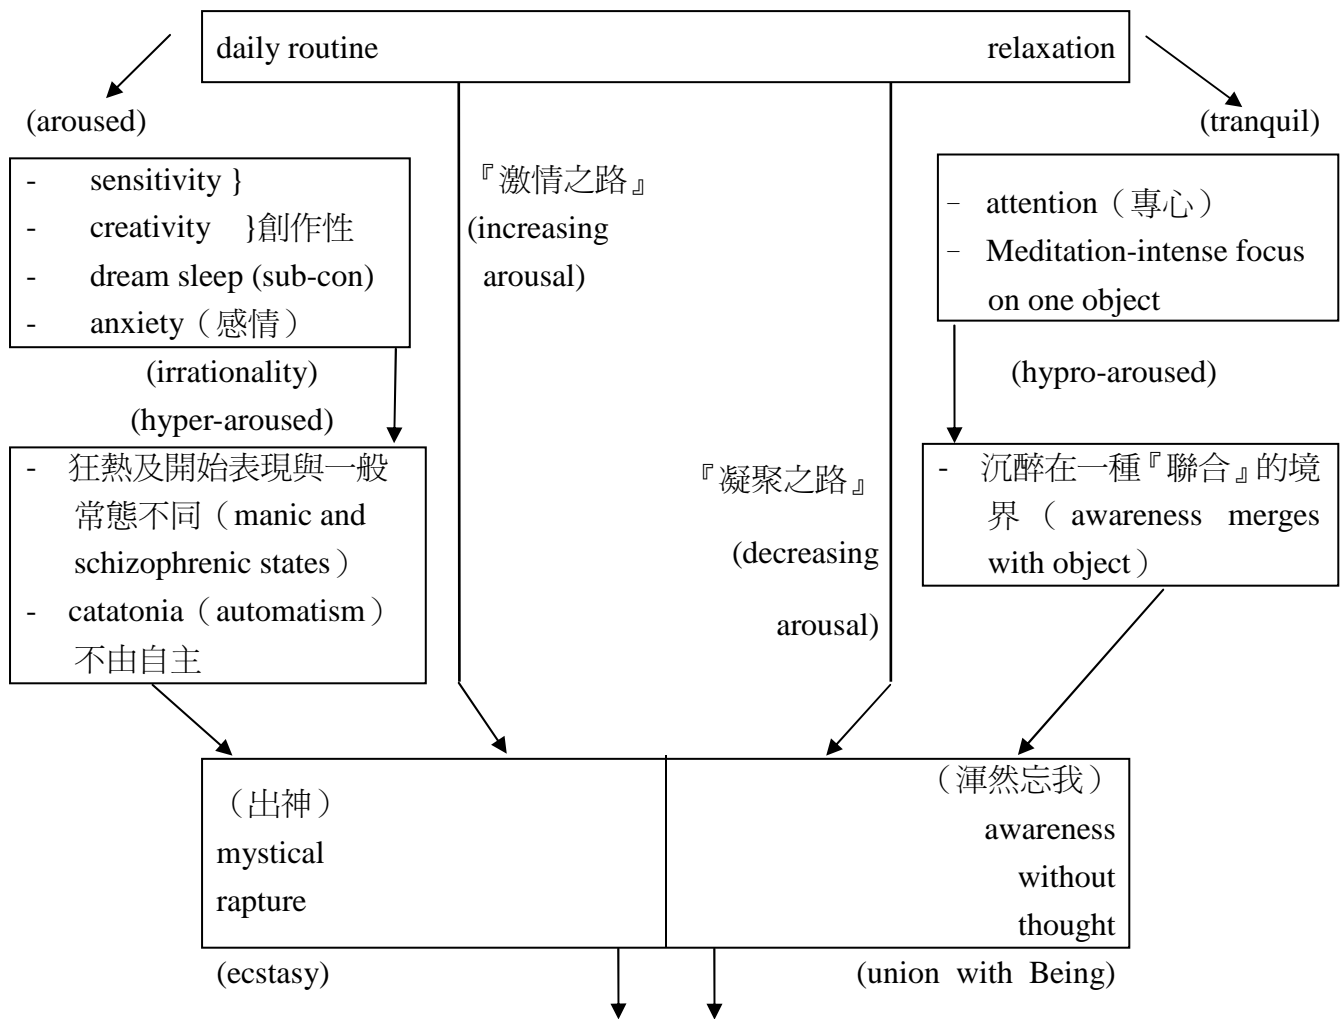 daily routine
relaxation
(aroused)
(tranquil)
- sensitivity }
- creativity }創作性
- dream sleep (sub-con)
- anxiety（感情）
『激情之路』
(increasing
arousal)
- attention（專心）
- Meditation-intense focus
on one object
(irrationality)
(hyper-aroused)
(hypro-aroused)
- 狂熱及開始表現與一般
常態不同（manic and
schizophrenic states）
- catatonia（automatism）
不由自主
『凝聚之路』
(decreasing
arousal)
- 沉醉在一種『聯合』的境
界（ awareness merges
with object）
（出神）
mystical
rapture
（渾然忘我）
awareness
without
thought
(ecstasy)
(union with Being)